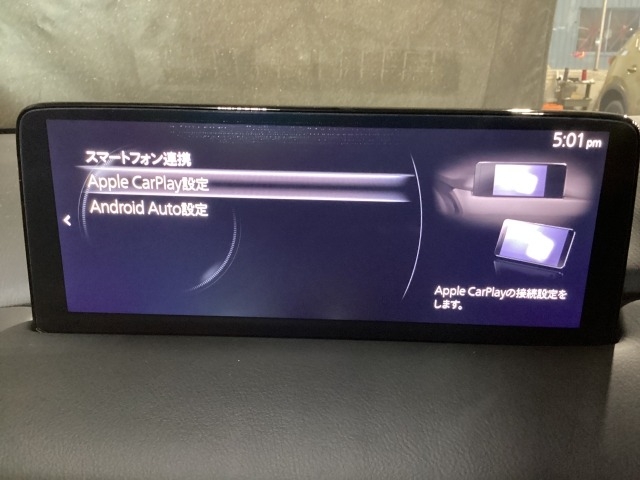 5:01pm
スマートフォン連携
Apple CarPlay設定
Android Auto設定
Apple CarPlayの接続設定を
します。